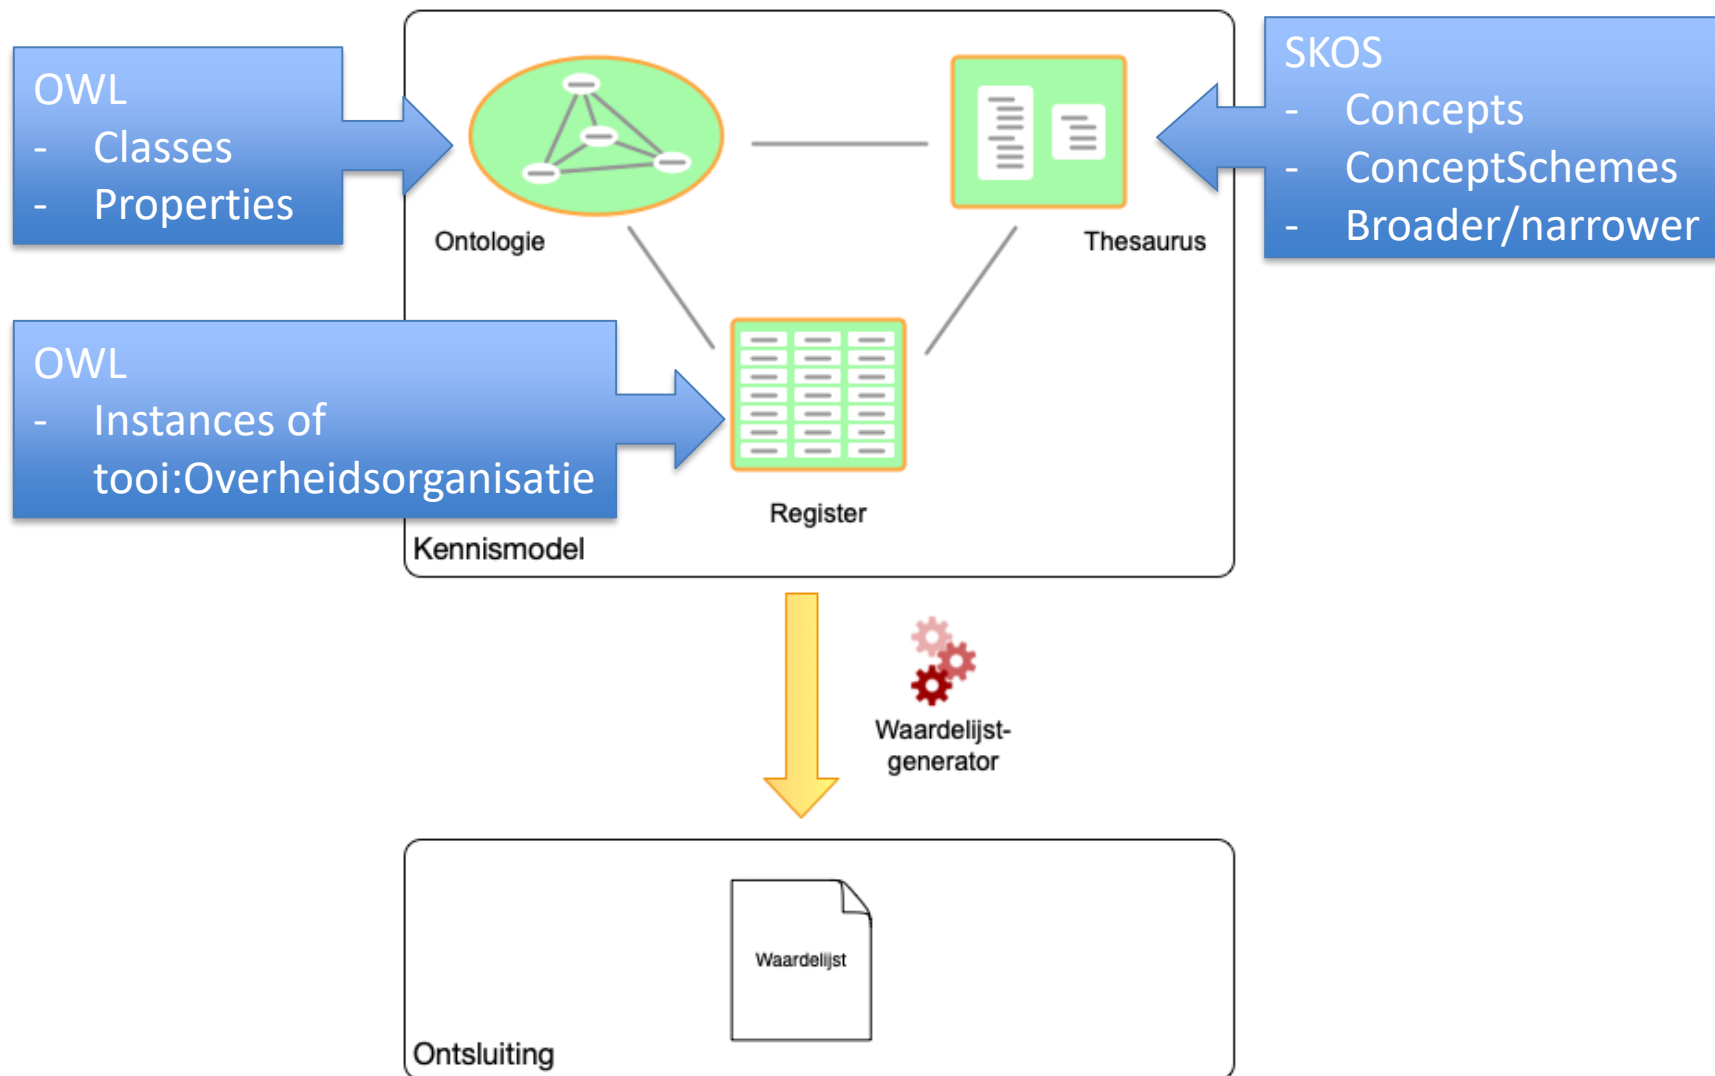 OWL
- Classes
- Properties
SKOS
- Concepts
- ConceptSchemes
- Broader/narrower
Ontologie
Thesaurus
OWL
- Instances of
tooi:Overheidsorganisatie
Register
Kennismodel
Waardelijst-
generator
Waardelijst
Ontsluiting